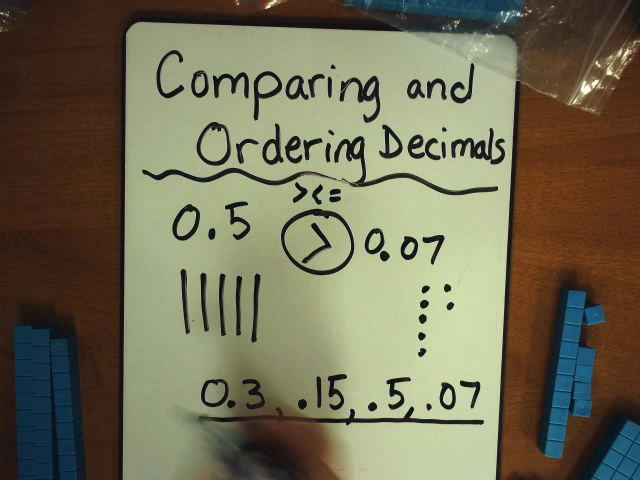 Comparing and
Ordering Decimals
> < =
0.5 > 0.07
0.3, .15, .5, .07